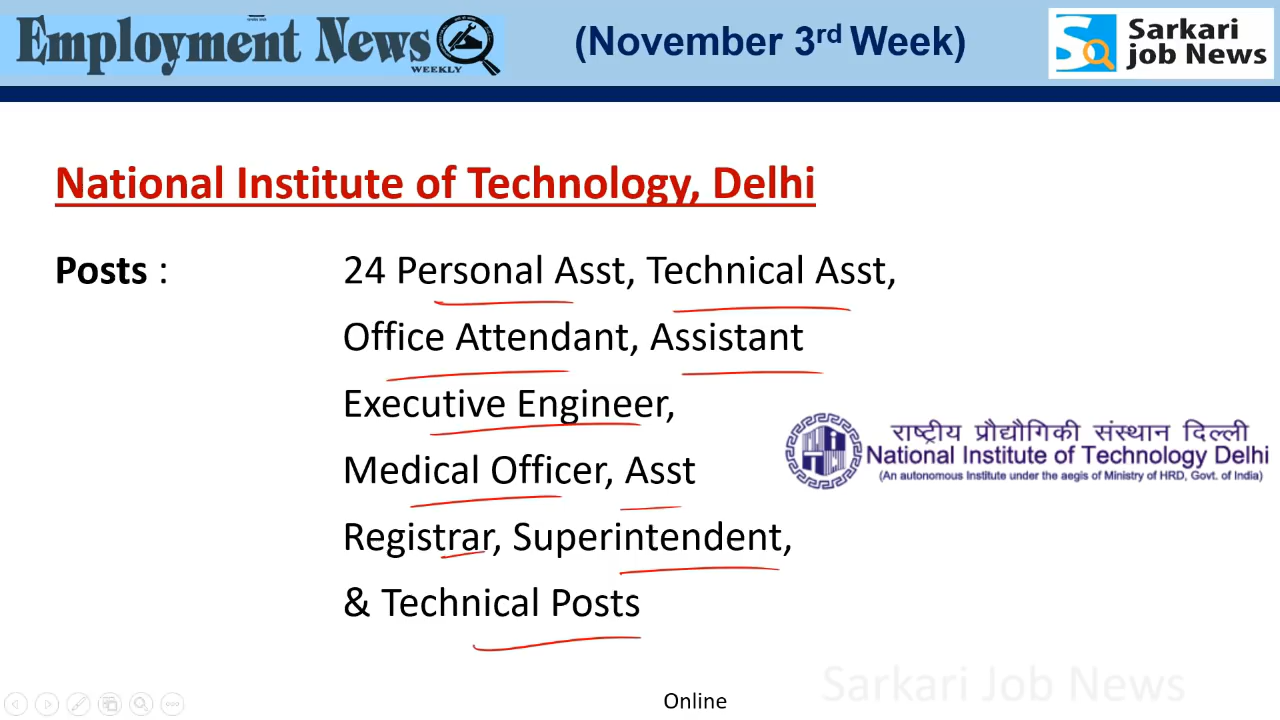 Employment News
WEEKLY
(November 3rd Week)
Sarkari
job News
National Institute of Technology, Delhi
Posts : 24 Personal Asst, Technical Asst,
Office Attendant, Assistant
Executive Engineer,
Medical Officer, Asst
Registrar, Superintendent,
& Technical Posts
राष्ट्रीय प्रौद्योगिकी संस्थान दिल्ली
National Institute of Technology Delhi
(An autonomous Institute under the aegis of Ministry of HRD, Govt. of India)
Sarkari Job News
Online